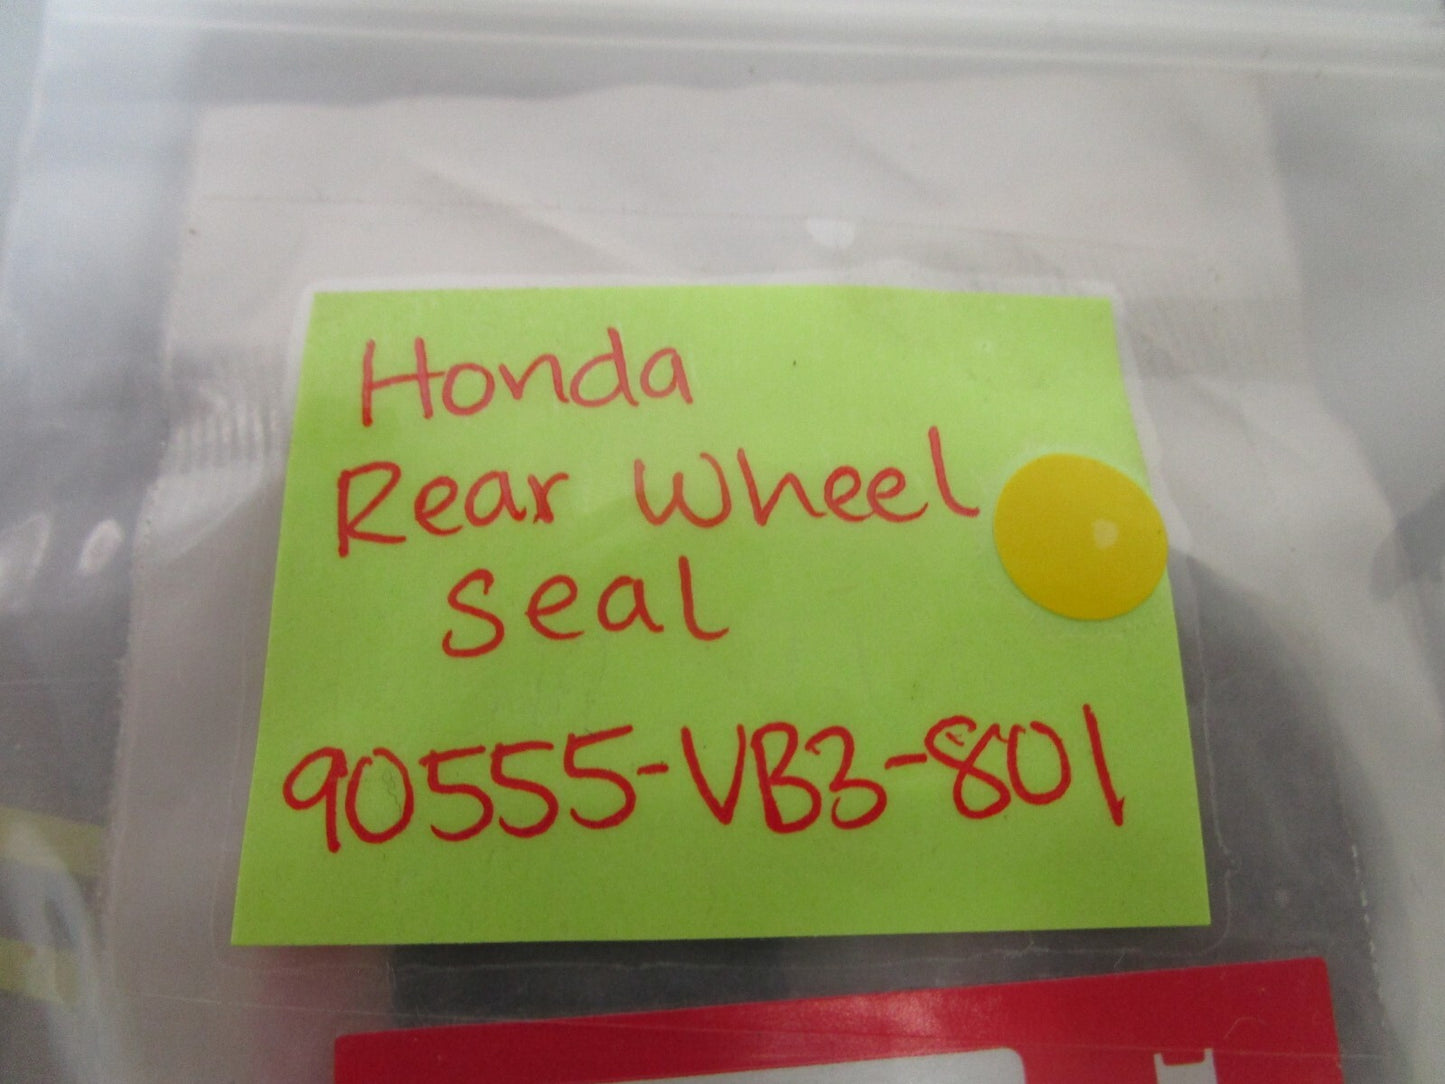 Honda
Rear Wheel
Seal
90555-VB3-801